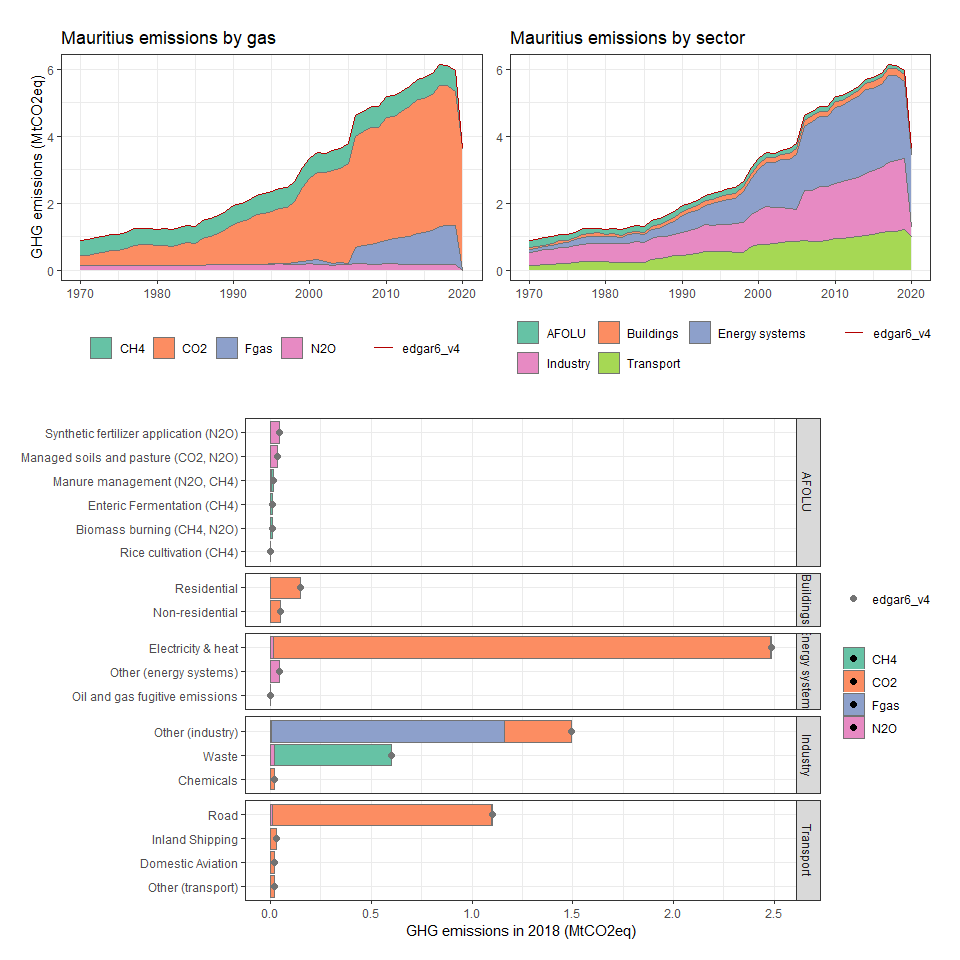 Mauritius emissions by gas
GHG emissions (MtCO2eq)
6
4
2
0
1970 1980 1990 2000 2010 2020
CH4 CO2 Fgas N2O edgar6_v4
Mauritius emissions by sector
6
4
2
0
1970 1980 1990 2000 2010 2020
AFOLU Buildings Energy systems edgar6_v4
Industry Transport
Synthetic fertilizer application (N2O)
Managed soils and pasture (CO2, N2O)
Manure management (N2O, CH4)
Enteric Fermentation (CH4)
Biomass burning (CH4, N2O)
Rice cultivation (CH4)
AFOLU
Residential
Non-residential
Buildings
Electricity & heat
Other (energy systems)
Oil and gas fugitive emissions
Energy system
Other (industry)
Waste
Chemicals
Industry
Road
Inland Shipping
Domestic Aviation
Other (transport)
Transport
0.0 0.5 1.0 1.5 2.0 2.5
GHG emissions in 2018 (MtCO2eq)
edgar6_v4
CH4
CO2
Fgas
N2O